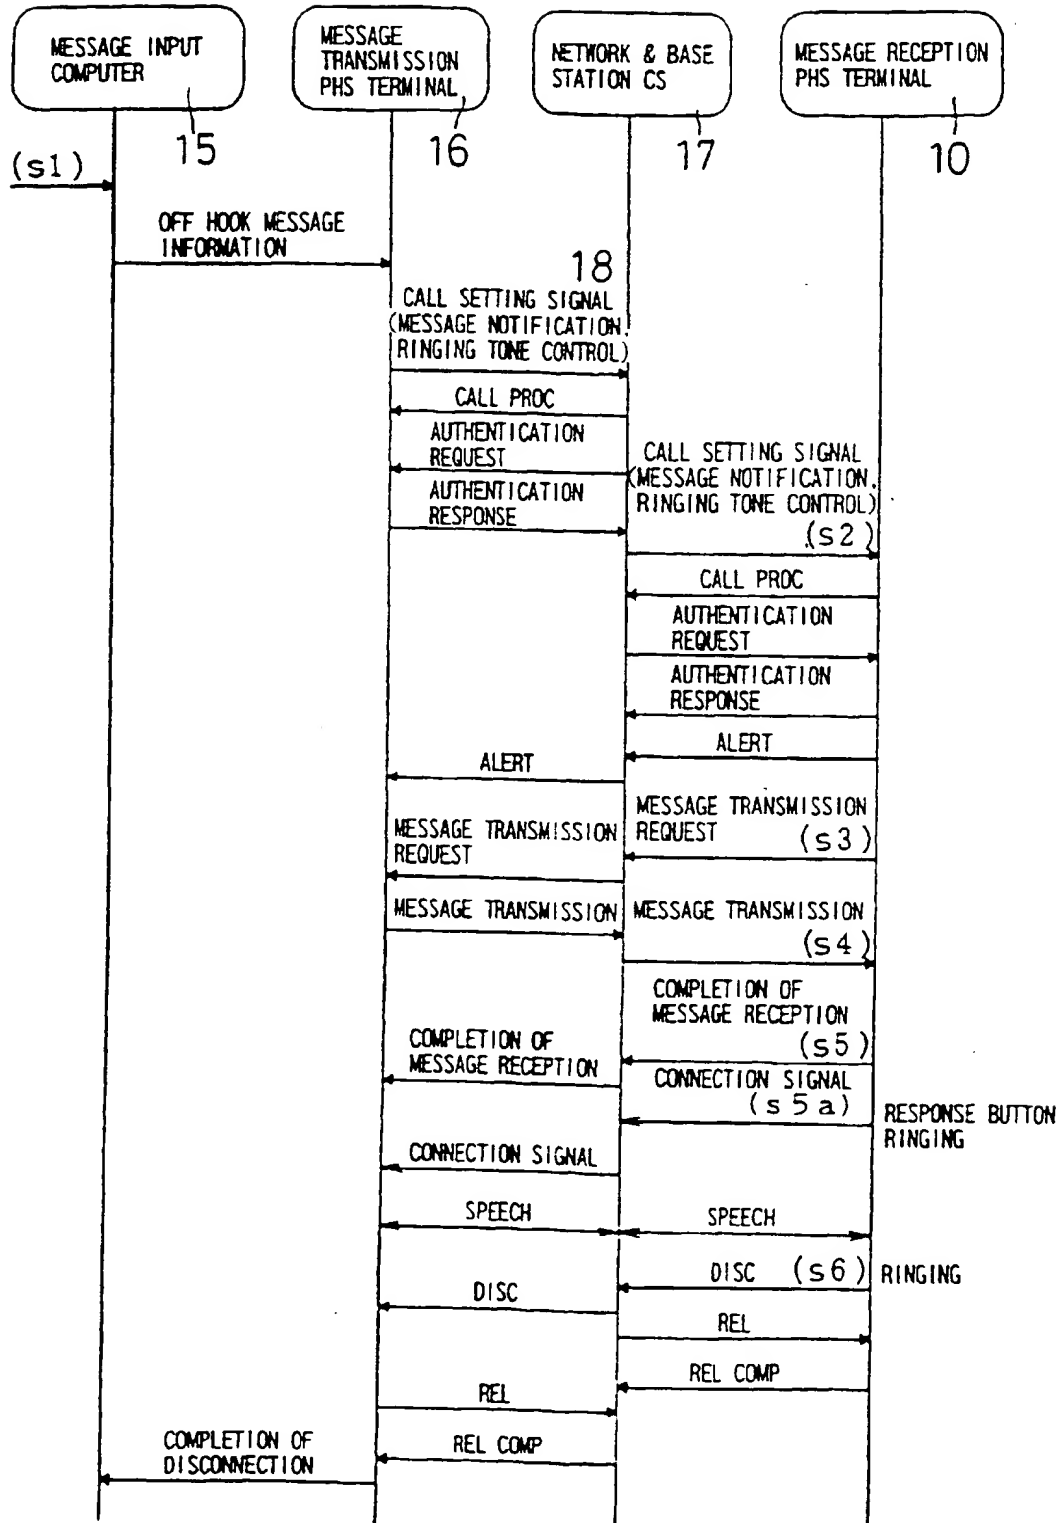 MESSAGE INPUT
COMPUTER
MESSAGE
TRANSMISSION
PHS TERMINAL
NETWORK & BASE
STATION CS
MESSAGE RECEPTION
PHS TERMINAL
15
16
17
10
(s1)
OFF HOOK MESSAGE
INFORMATION
18
CALL SETTING SIGNAL
(MESSAGE NOTIFICATION,
RINGING TONE CONTROL)
CALL PROC
AUTHENTICATION
REQUEST
AUTHENTICATION
RESPONSE
CALL SETTING SIGNAL
(MESSAGE NOTIFICATION,
RINGING TONE CONTROL)
(s2)
CALL PROC
AUTHENTICATION
REQUEST
AUTHENTICATION
RESPONSE
ALERT
ALERT
MESSAGE TRANSMISSION
REQUEST (s3)
MESSAGE TRANSMISSION
REQUEST
MESSAGE TRANSMISSION
MESSAGE TRANSMISSION
(s4)
COMPLETION OF
MESSAGE RECEPTION
(s5)
COMPLETION OF
MESSAGE RECEPTION
CONNECTION SIGNAL
(s5a)
RESPONSE BUTTON
RINGING
CONNECTION SIGNAL
SPEECH
SPEECH
DISC (s6) RINGING
DISC
REL
REL COMP
REL
REL COMP
COMPLETION OF
DISCONNECTION